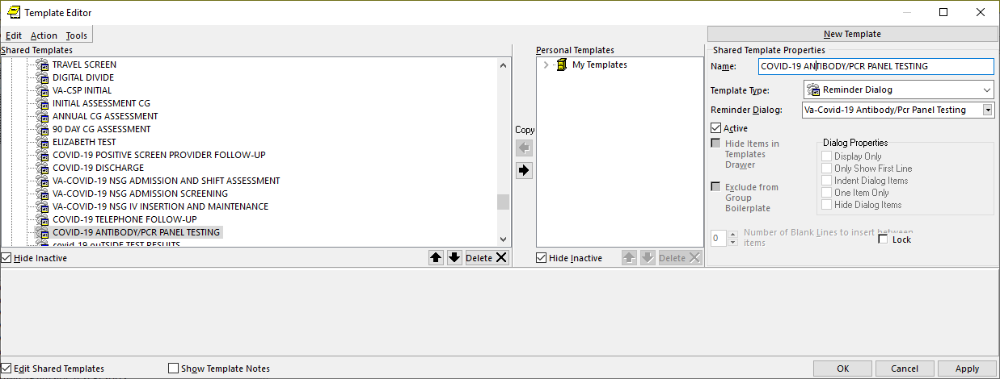 Template Editor
Edit Action Tools
New Template
Shared Templates
TRAVEL SCREEN
DIGITAL DIVIDE
VA-CSP INITIAL
INITIAL ASSESSMENT CG
ANNUAL CG ASSESSMENT
90 DAY CG ASSESSMENT
ELIZABETH TEST
COVID-19 POSITIVE SCREEN PROVIDER FOLLOW-UP
COVID-19 DISCHARGE
VA-COVID-19 NSG ADMISSION AND SHIFT ASSESSMENT
VA-COVID-19 NSG ADMISSION SCREENING
VA-COVID-19 NSG IV INSERTION AND MAINTENANCE
COVID-19 TELEPHONE FOLLOW-UP
COVID-19 ANTIBODY/PCR PANEL TESTING
covid-19 ouTSIDE TEST RESULTS
Hide Inactive
Delete
Copy
Personal Templates
My Templates
Hide Inactive
Delete
Shared Template Properties
Name: COVID-19 ANTIBODY/PCR PANEL TESTING
Template Type: Reminder Dialog
Reminder Dialog: Va-Covid-19 Antibody/Pcr Panel Testing
Active
Hide Items in
Templates
Drawer
Exclude from
Group
Boilerplate
Dialog Properties
Display Only
Only Show First Line
Indent Dialog Items
One Item Only
Hide Dialog Items
0 Number of Blank Lines to insert between
items
Lock
Edit Shared Templates
Show Template Notes
OK Cancel Apply